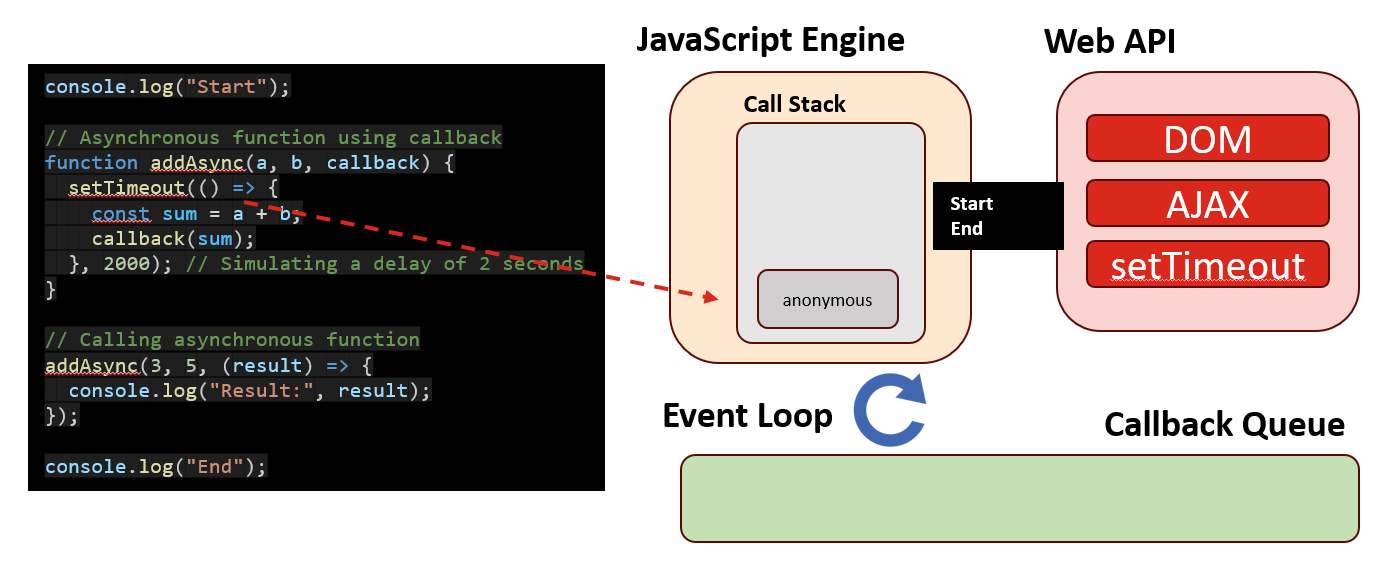 console.log("Start");
// Asynchronous function using callback
function addAsync(a, b, callback) {
  setTimeout(() => {
    const sum = a + b;
    callback(sum);
  }, 2000); // Simulating a delay of 2 seconds
}
// Calling asynchronous function
addAsync(3, 5, (result) => {
  console.log("Result:", result);
});
console.log("End");
JavaScript Engine
Call Stack
anonymous
Start
End
Web API
DOM
AJAX
setTimeout
Event Loop
Callback Queue